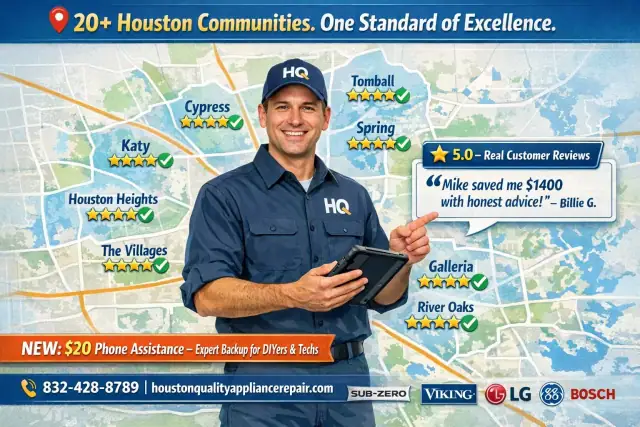 20+ Houston Communities. One Standard of Excellence.
HQ
Tomball
Cypress
Spring
Katy
5.0 – Real Customer Reviews
“Mike saved me $1400
with honest advice!” – Billie G.
Houston Heights
HQ
The Villages
Galleria
River Oaks
NEW: $20 Phone Assistance – Expert Backup for DIYers & Techs
832-428-8789 | houstonqualityappliancerepair.com
SUB-ZERO
VIKING
LG
GE
BOSCH